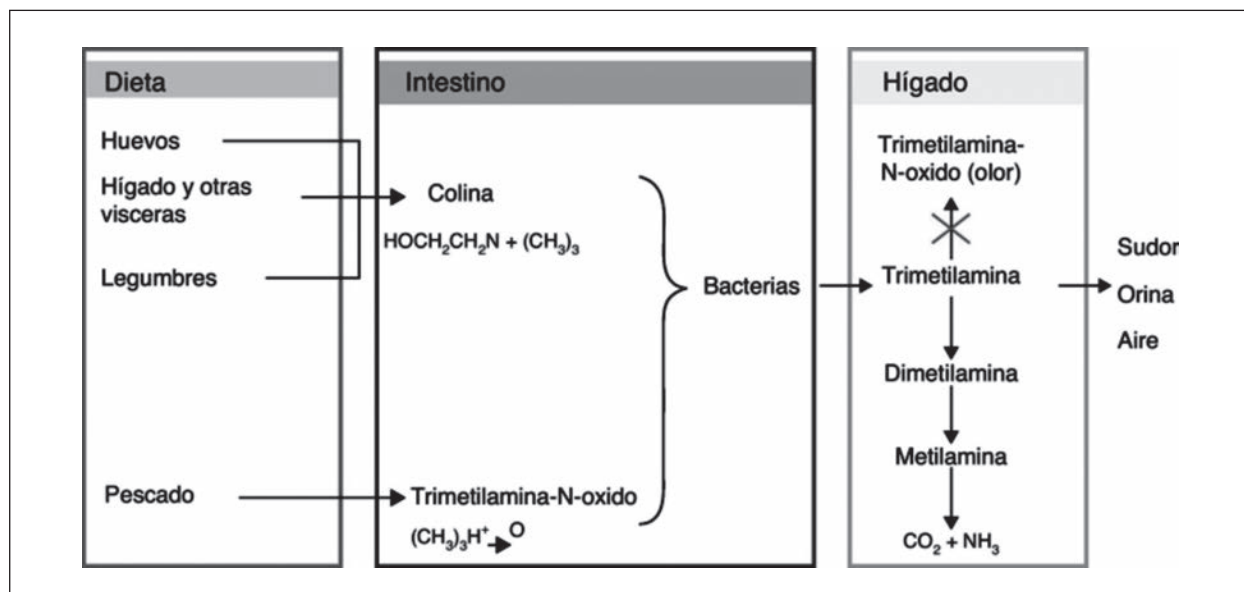 Dieta
Huevos
Hígado y otras
visceras
Legumbres
Pescado
Intestino
Colina
HOCH₂CH₂N + (CH₃)₃
Trimetilamina-N-oxido
(CH₃)₃H⁺→O
Bacterias
Hígado
Trimetilamina-
N-oxido (olor)
Trimetilamina
Dimetilamina
Metilamina
CO₂ + NH₃
Sudor
Orina
Aire